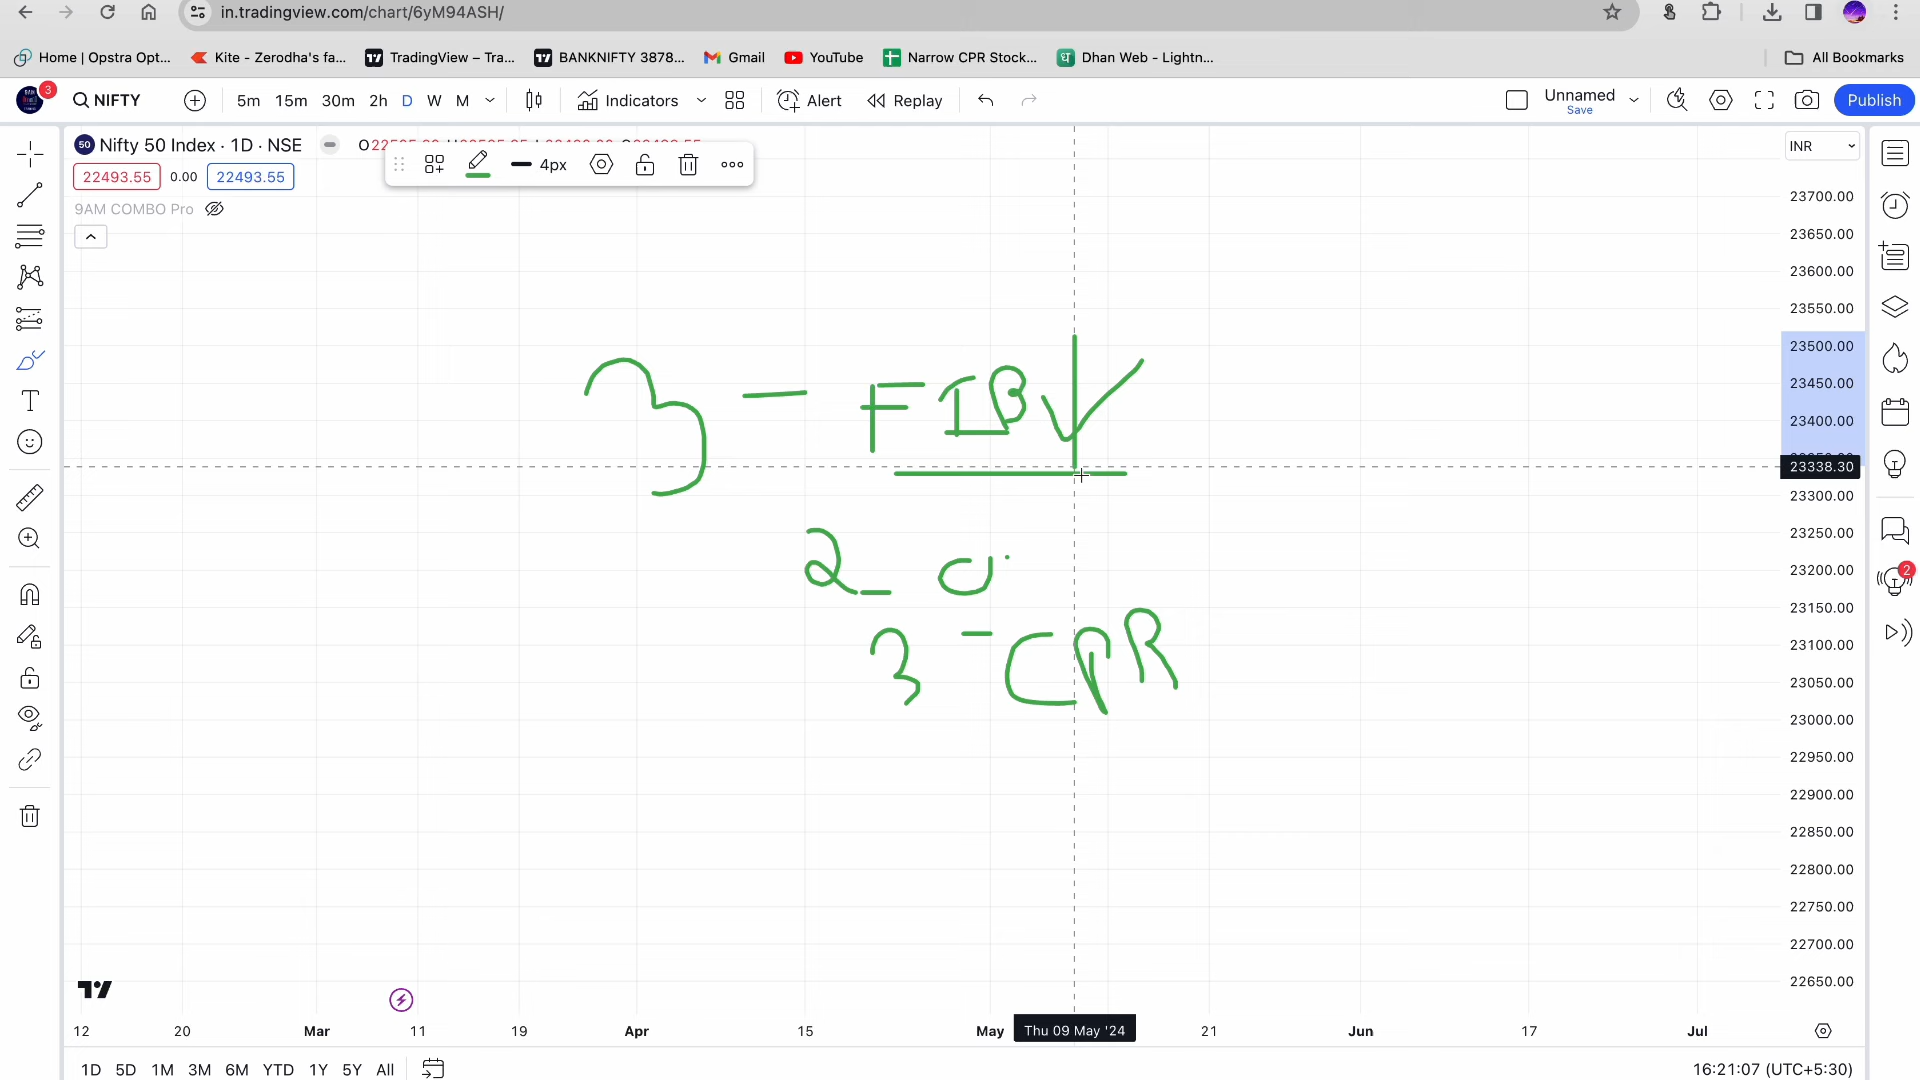 in.tradingview.com/chart/6yM94ASH/
Home | Opstra Opt... Kite - Zerodha's fa... TradingView – Tra... BANKNIFTY 3878... Gmail YouTube Narrow CPR Stock... Dhan Web - Lightn... All Bookmarks
3 NIFTY 5m 15m 30m 2h D W M Indicators Alert Replay Unnamed Save Publish
50 Nifty 50 Index · 1D · NSE INR
4px
22493.55 0.00 22493.55
9AM COMBO Pro
23700.00
23650.00
23600.00
23550.00
23500.00
23450.00
23400.00
23338.30
23300.00
23250.00
23200.00
23150.00
23100.00
23050.00
23000.00
22950.00
22900.00
22850.00
22800.00
22750.00
22700.00
22650.00
3 — FIB
2 -
3 - CPR
2
12 20 Mar 11 19 Apr 15 May Thu 09 May '24 21 Jun 17 Jul
1D 5D 1M 3M 6M YTD 1Y 5Y All 16:21:07 (UTC+5:30)